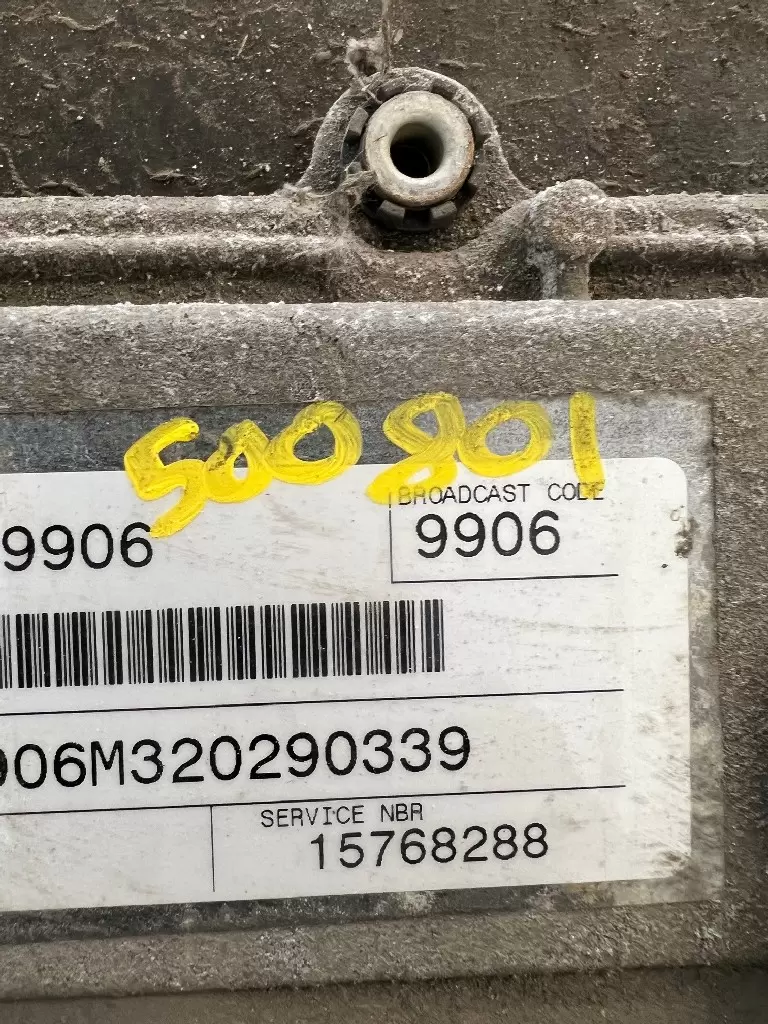 500801
BROADCAST CODE
9906 9906
906M320290339
SERVICE NBR
15768288